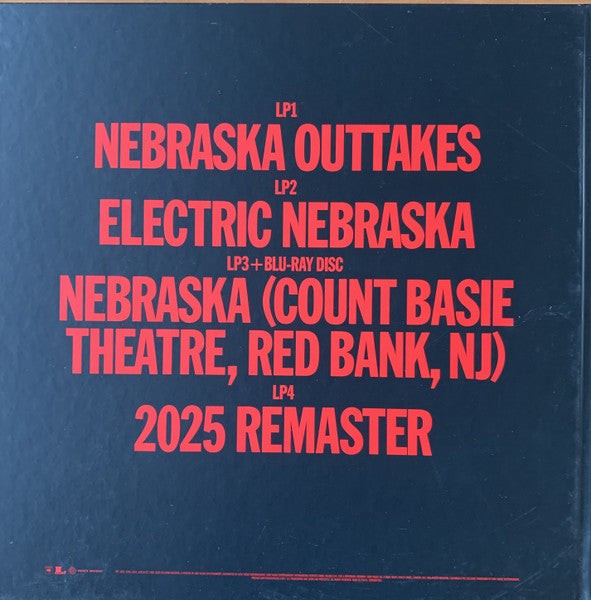 LP1
NEBRASKA OUTTAKES
LP2
ELECTRIC NEBRASKA
LP3+BLU-RAY DISC
NEBRASKA (COUNT BASIE
THEATRE, RED BANK, NJ)
LP4
2025 REMASTER